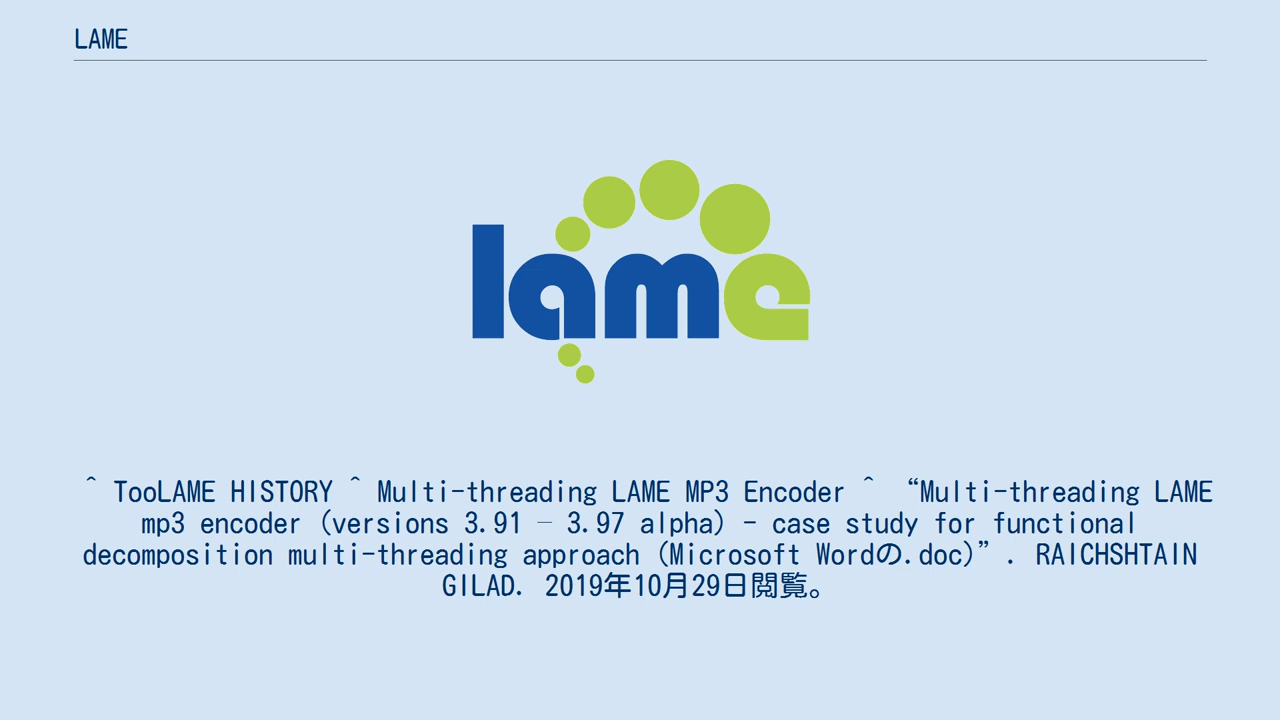 LAME
lame
^ TooLAME HISTORY ^ Multi-threading LAME MP3 Encoder ^ “Multi-threading LAME
mp3 encoder (versions 3.91 – 3.97 alpha) - case study for functional
decomposition multi-threading approach (Microsoft Wordの.doc)”. RAICHSHTAIN
GILAD. 2019年10月29日閲覧。